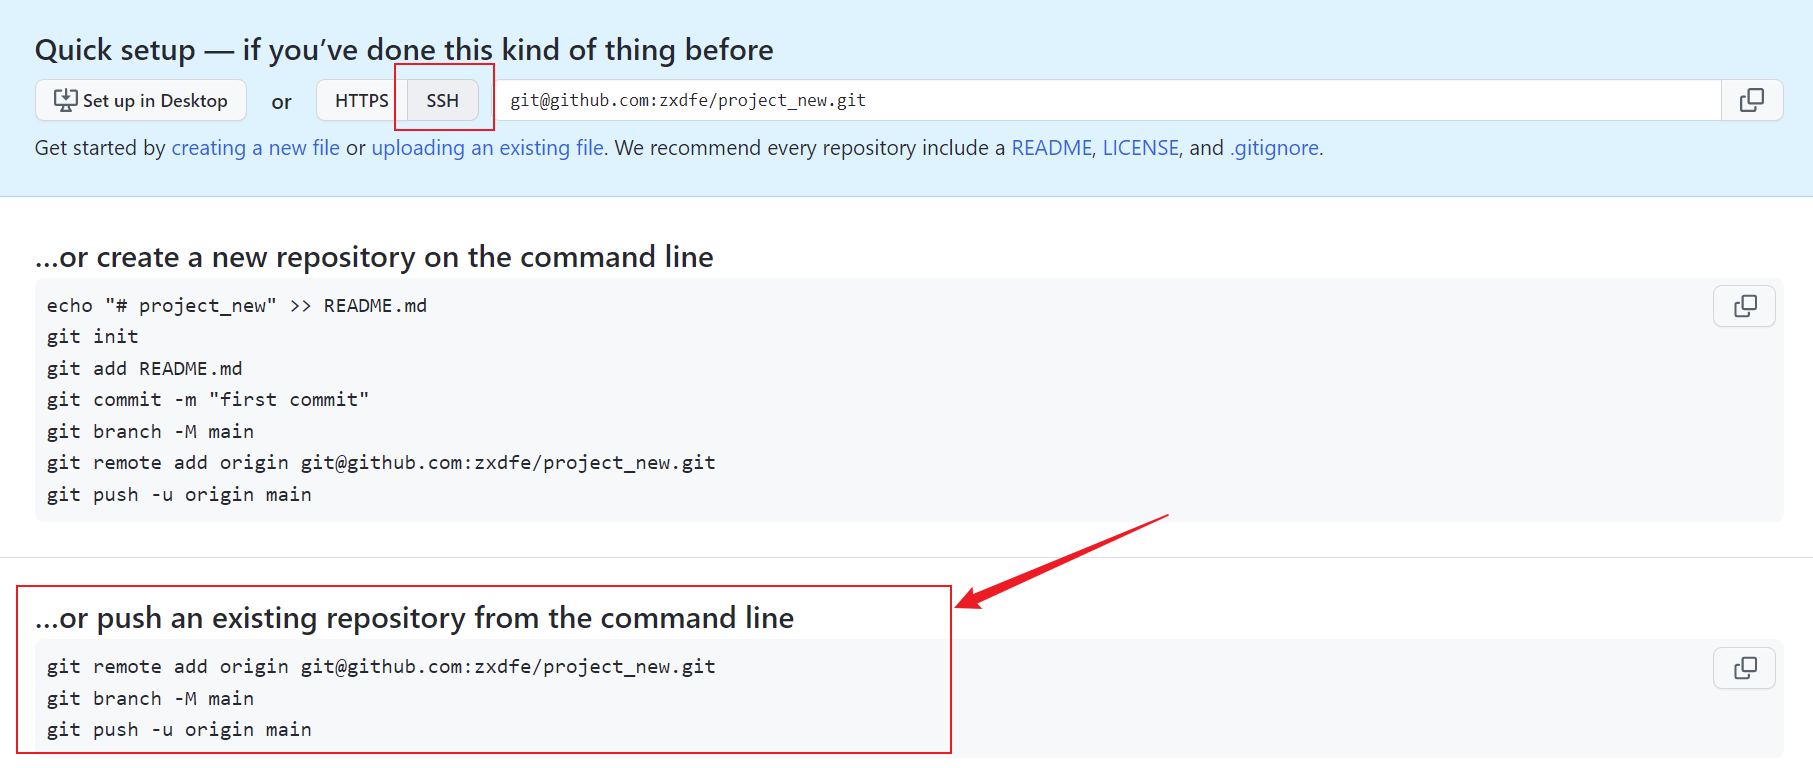 Quick setup — if you’ve done this kind of thing before
Set up in Desktop or HTTPS SSH git@github.com:zxdfe/project_new.git
Get started by creating a new file or uploading an existing file. We recommend every repository include a README, LICENSE, and .gitignore.
…or create a new repository on the command line
echo "# project_new" >> README.md
git init
git add README.md
git commit -m "first commit"
git branch -M main
git remote add origin git@github.com:zxdfe/project_new.git
git push -u origin main
…or push an existing repository from the command line
git remote add origin git@github.com:zxdfe/project_new.git
git branch -M main
git push -u origin main